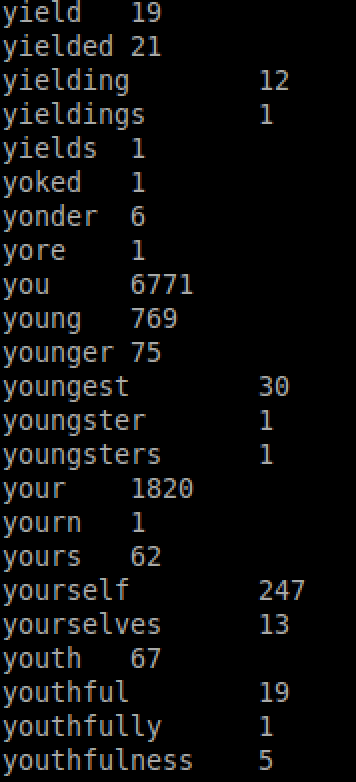 yield	19
yielded	21
yielding	12
yieldings	1
yields	1
yoked	1
yonder	6
yore	1
you	6771
young	769
younger	75
youngest	30
youngster	1
youngsters	1
your	1820
yourn	1
yours	62
yourself	247
yourselves	13
youth	67
youthful	19
youthfully	1
youthfulness	5